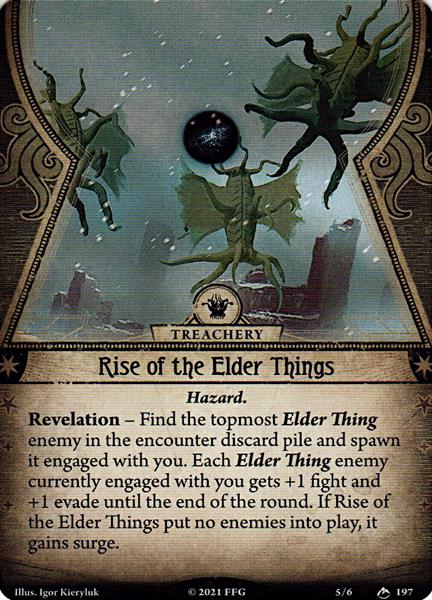 TREACHERY
Rise of the Elder Things
Hazard.
Revelation – Find the topmost Elder Thing
enemy in the encounter discard pile and spawn
it engaged with you. Each Elder Thing enemy
currently engaged with you gets +1 fight and
+1 evade until the end of the round. If Rise of
the Elder Things put no enemies into play, it
gains surge.
Illus. Igor Kieryluk © 2021 FFG 5/6 197